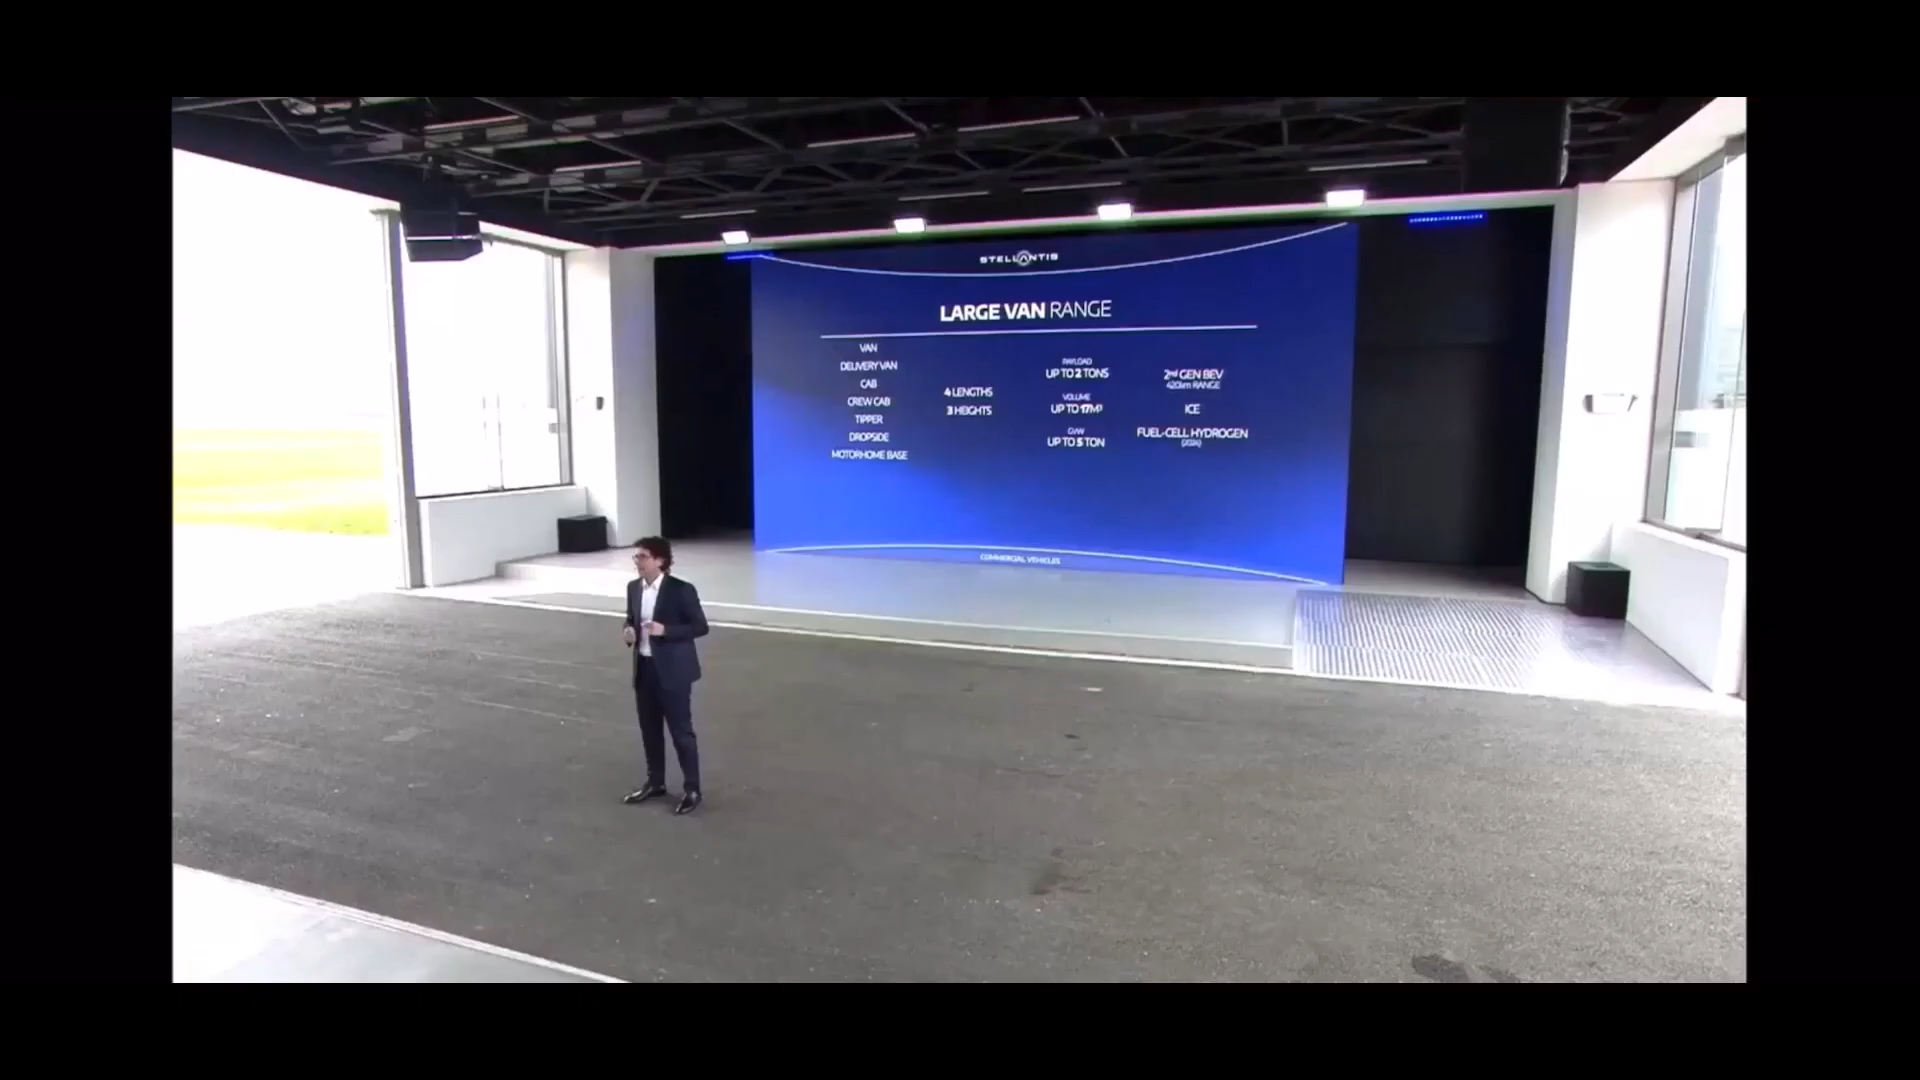 STELLANTIS
LARGE VAN RANGE
VAN
DELIVERY VAN
CAB
CREW CAB
TIPPER
DROPSIDE
MOTORHOME BASE
4 LENGTHS
3 HEIGHTS
PAYLOAD
UP TO 2 TONS
VOLUME
UP TO 17M³
GVW
UP TO 5 TON
2nd GEN BEV
420km RANGE
ICE
FUEL-CELL HYDROGEN
(2024)
COMMERCIAL VEHICLES